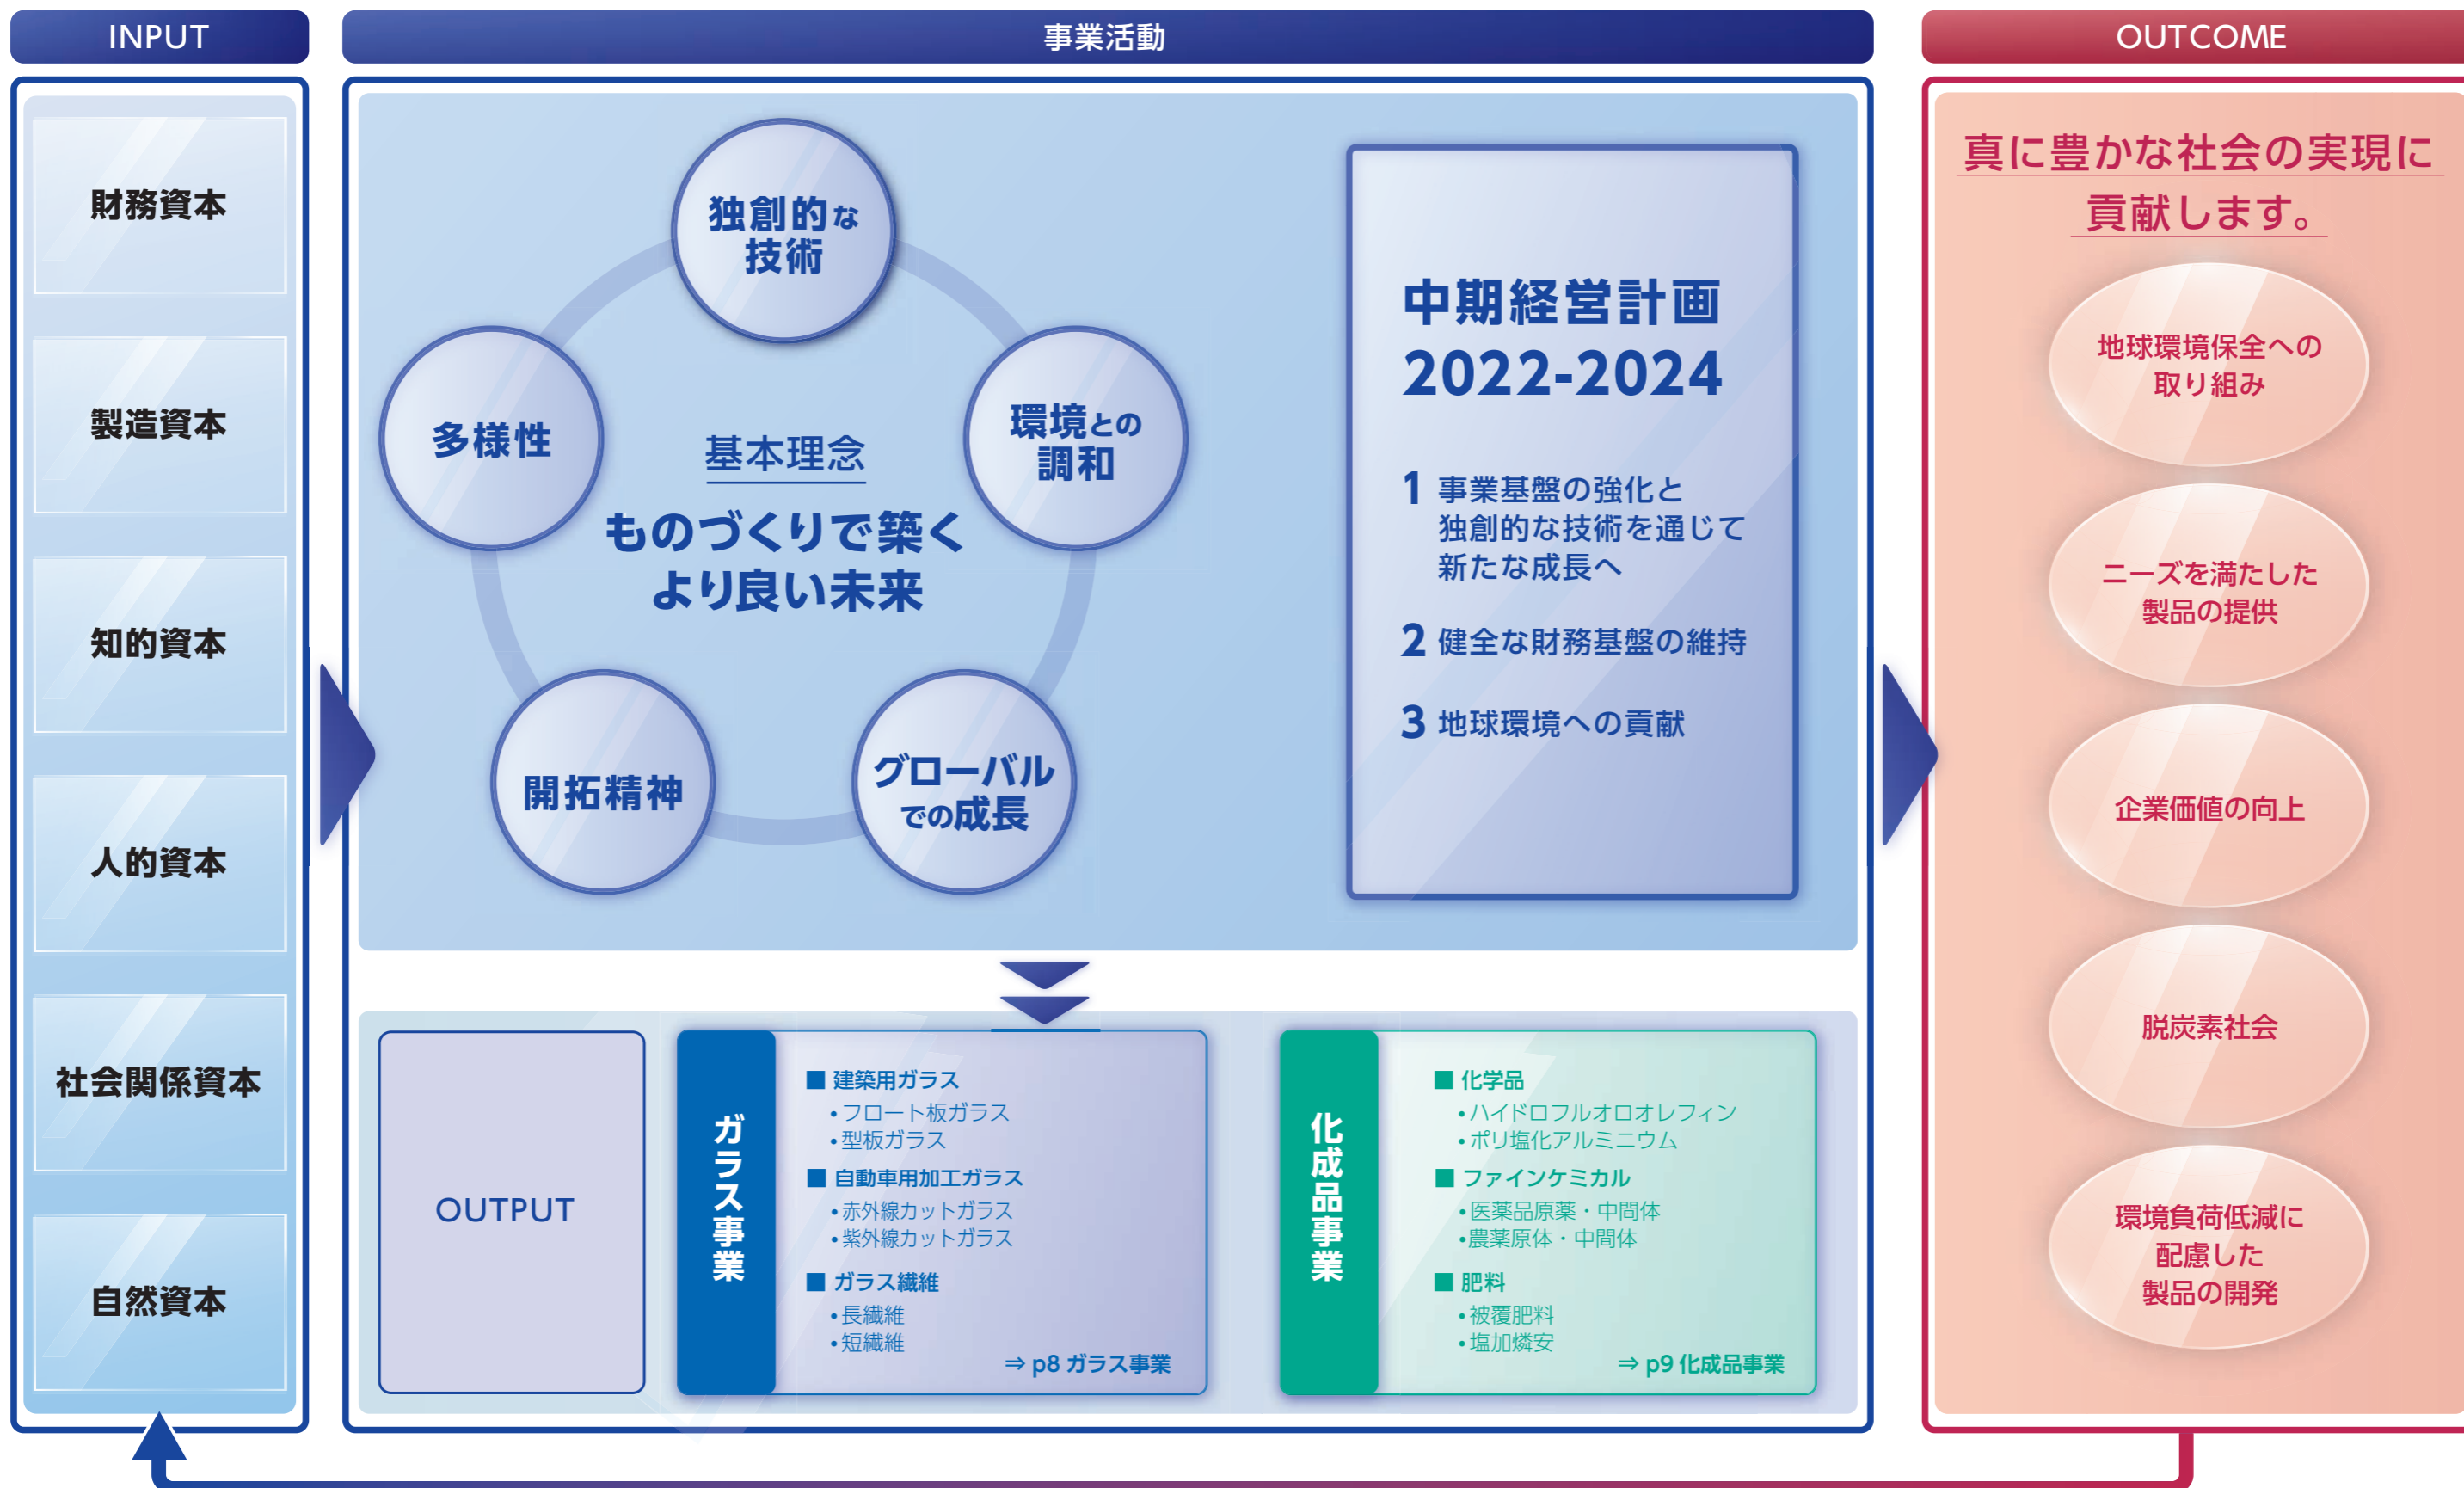 INPUT
財務資本
製造資本
知的資本
人的資本
社会関係資本
自然資本
事業活動
独創的な
技術
多様性
環境との
調和
開拓精神
グローバル
での成長
基本理念
ものづくりで築く
より良い未来
中期経営計画
2022-2024
1 事業基盤の強化と
独創的な技術を通じて
新たな成長へ
2 健全な財務基盤の維持
3 地球環境への貢献
OUTPUT
ガラス事業
■ 建築用ガラス
•フロート板ガラス
•型板ガラス
■ 自動車用加工ガラス
•赤外線カットガラス
•紫外線カットガラス
■ ガラス繊維
•長繊維
•短繊維
⇒ p8 ガラス事業
化成品事業
■ 化学品
•ハイドロフルオロオレフィン
•ポリ塩化アルミニウム
■ ファインケミカル
•医薬品原薬・中間体
•農薬原体・中間体
■ 肥料
•被覆肥料
•塩加燐安
⇒ p9 化成品事業
OUTCOME
真に豊かな社会の実現に
貢献します。
地球環境保全への
取り組み
ニーズを満たした
製品の提供
企業価値の向上
脱炭素社会
環境負荷低減に
配慮した
製品の開発